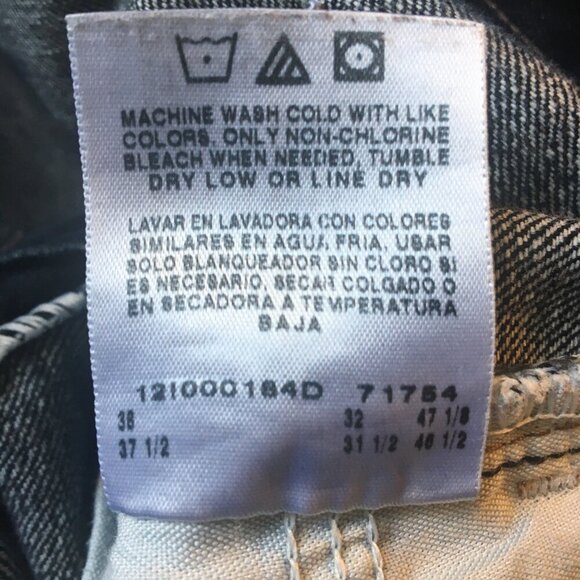 MACHINE WASH COLD WITH LIKE
COLORS. ONLY NON-CHLORINE
BLEACH WHEN NEEDED, TUMBLE
DRY LOW OR LINE DRY
LAVAR EN LAVADORA CON COLORES
SIMILARES EN AGUA FRIA. USAR
SOLO BLANQUEADOR SIN CLORO SI
ES NECESARIO, SECAR COLGADO O
EN SECADORA A TEMPERATURA
BAJA
121000184D 71754
38 32 47 1/8
37 1/2 31 1/2 46 1/2